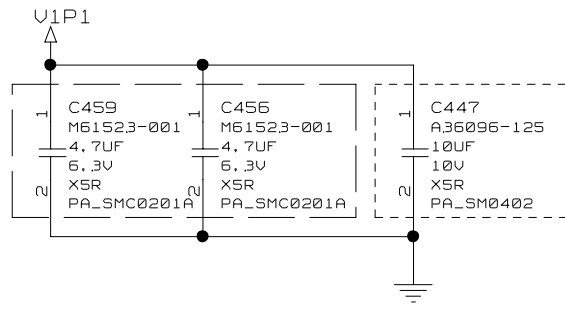 V1P1
1
C459
M61523-001
4.7UF
6.3V
X5R
PA_SMC0201A
2
1
C456
M61523-001
4.7UF
6.3V
X5R
PA_SMC0201A
2
1
C447
A36096-125
10UF
10V
X5R
PA_SM0402
2